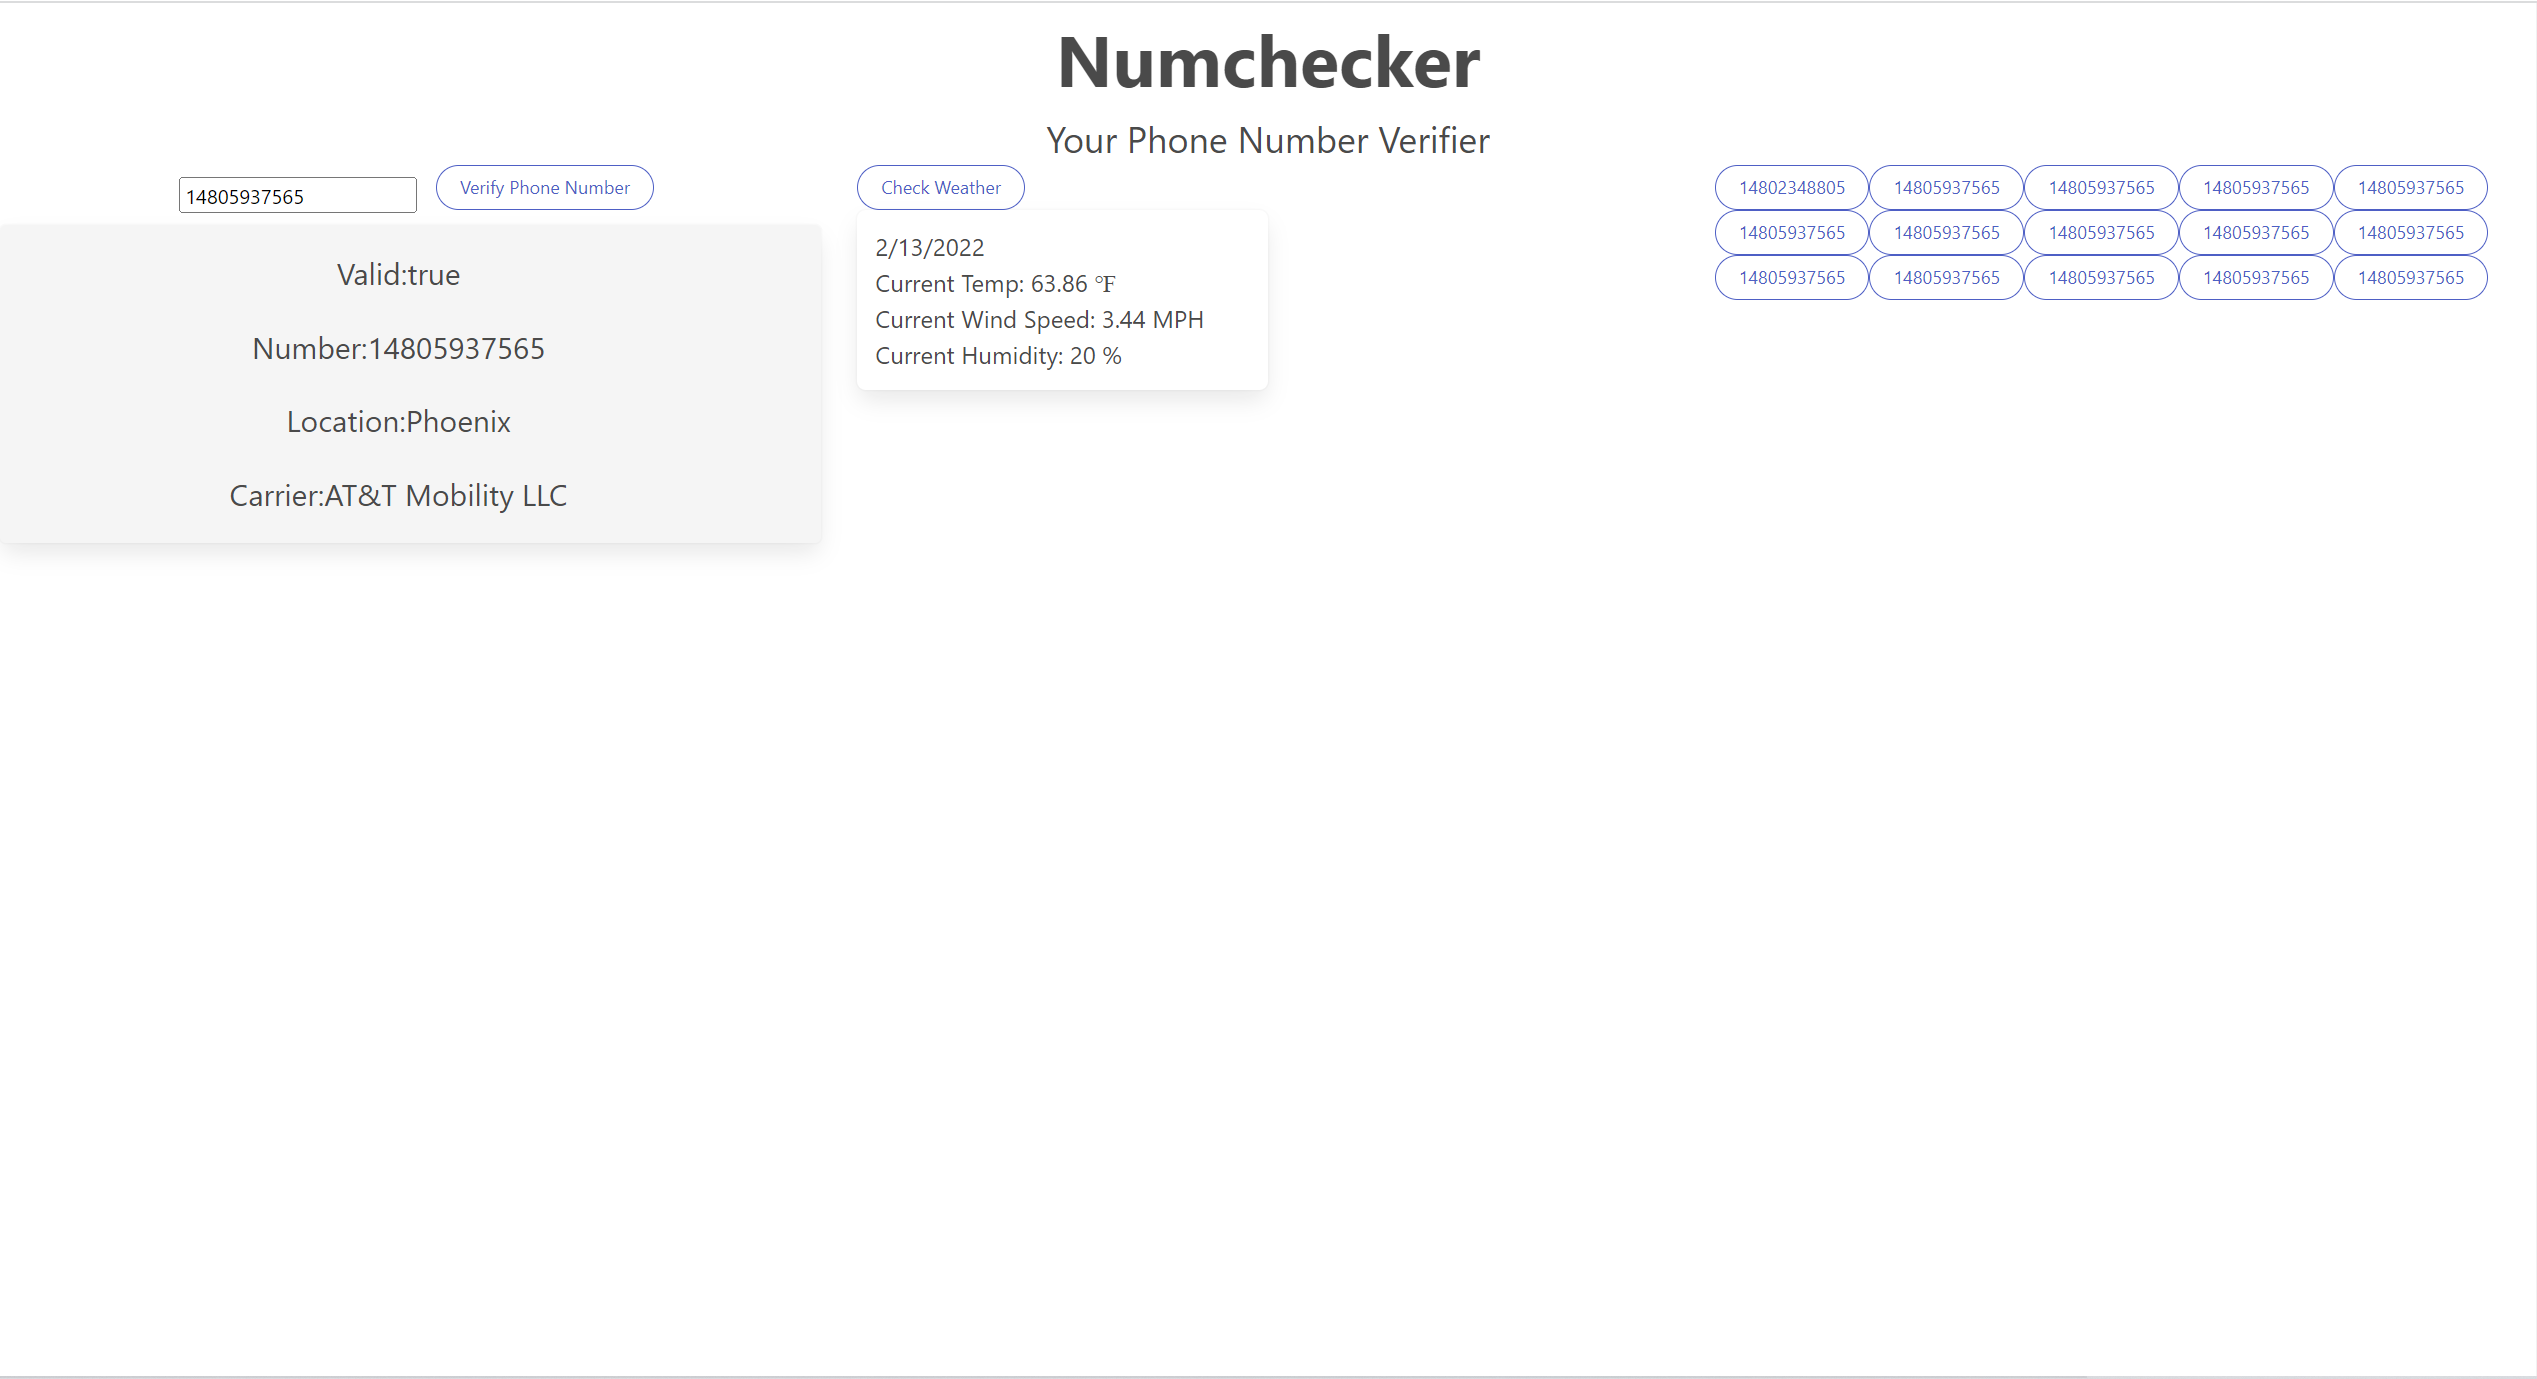 Numchecker
Your Phone Number Verifier
14805937565
Verify Phone Number
Valid:true
Number:14805937565
Location:Phoenix
Carrier:AT&T Mobility LLC
Check Weather
2/13/2022
Current Temp: 63.86 °F
Current Wind Speed: 3.44 MPH
Current Humidity: 20 %
14802348805 14805937565 14805937565 14805937565 14805937565
14805937565 14805937565 14805937565 14805937565 14805937565
14805937565 14805937565 14805937565 14805937565 14805937565